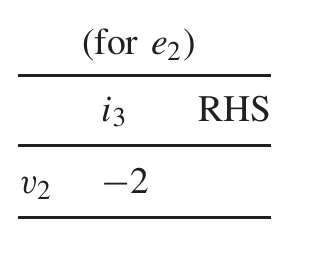 (for e₂)
i₃ RHS
v₂ −2